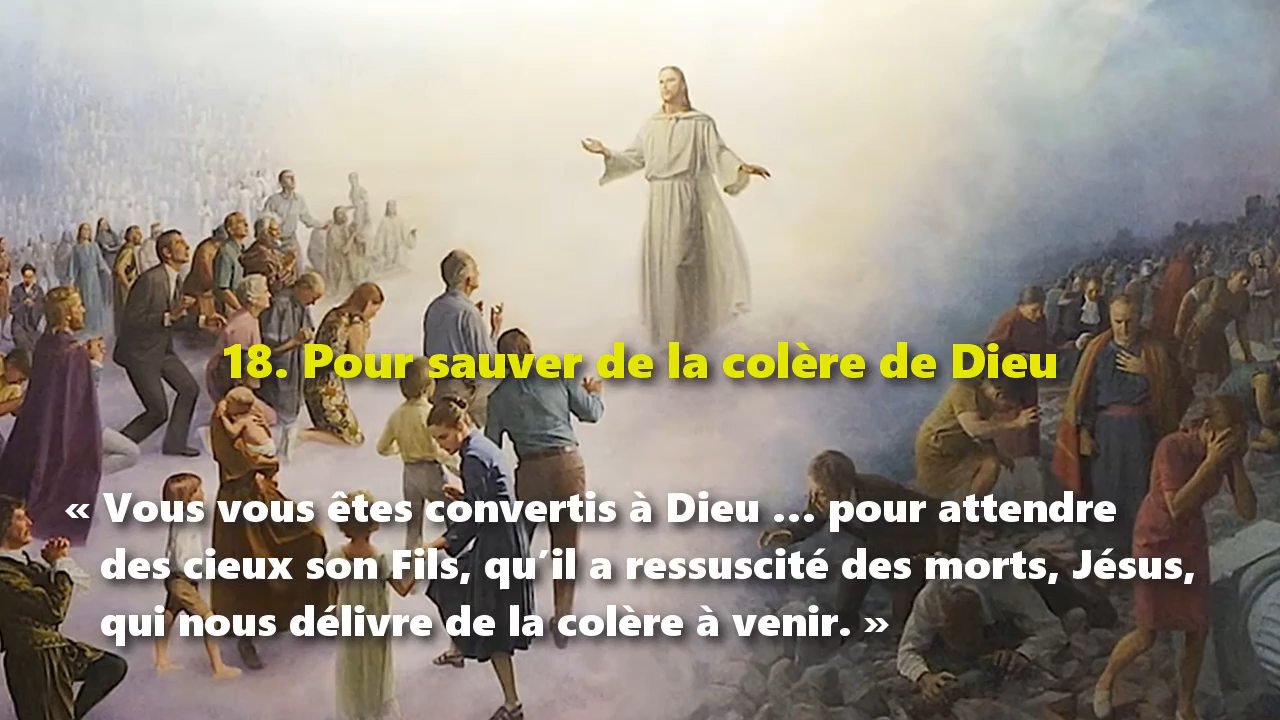 18. Pour sauver de la colère de Dieu
« Vous vous êtes convertis à Dieu … pour attendre
des cieux son Fils, qu’il a ressuscité des morts, Jésus,
qui nous délivre de la colère à venir. »